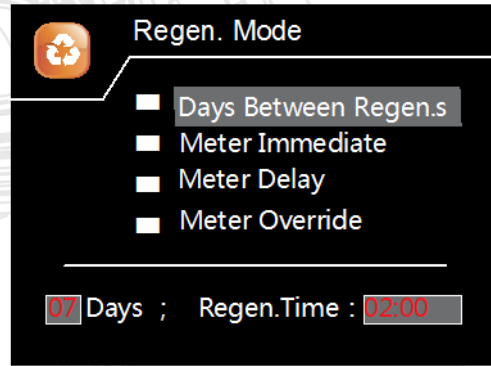 Regen. Mode
Days Between Regen.s
Meter Immediate
Meter Delay
Meter Override
07 Days ; Regen.Time : 02:00